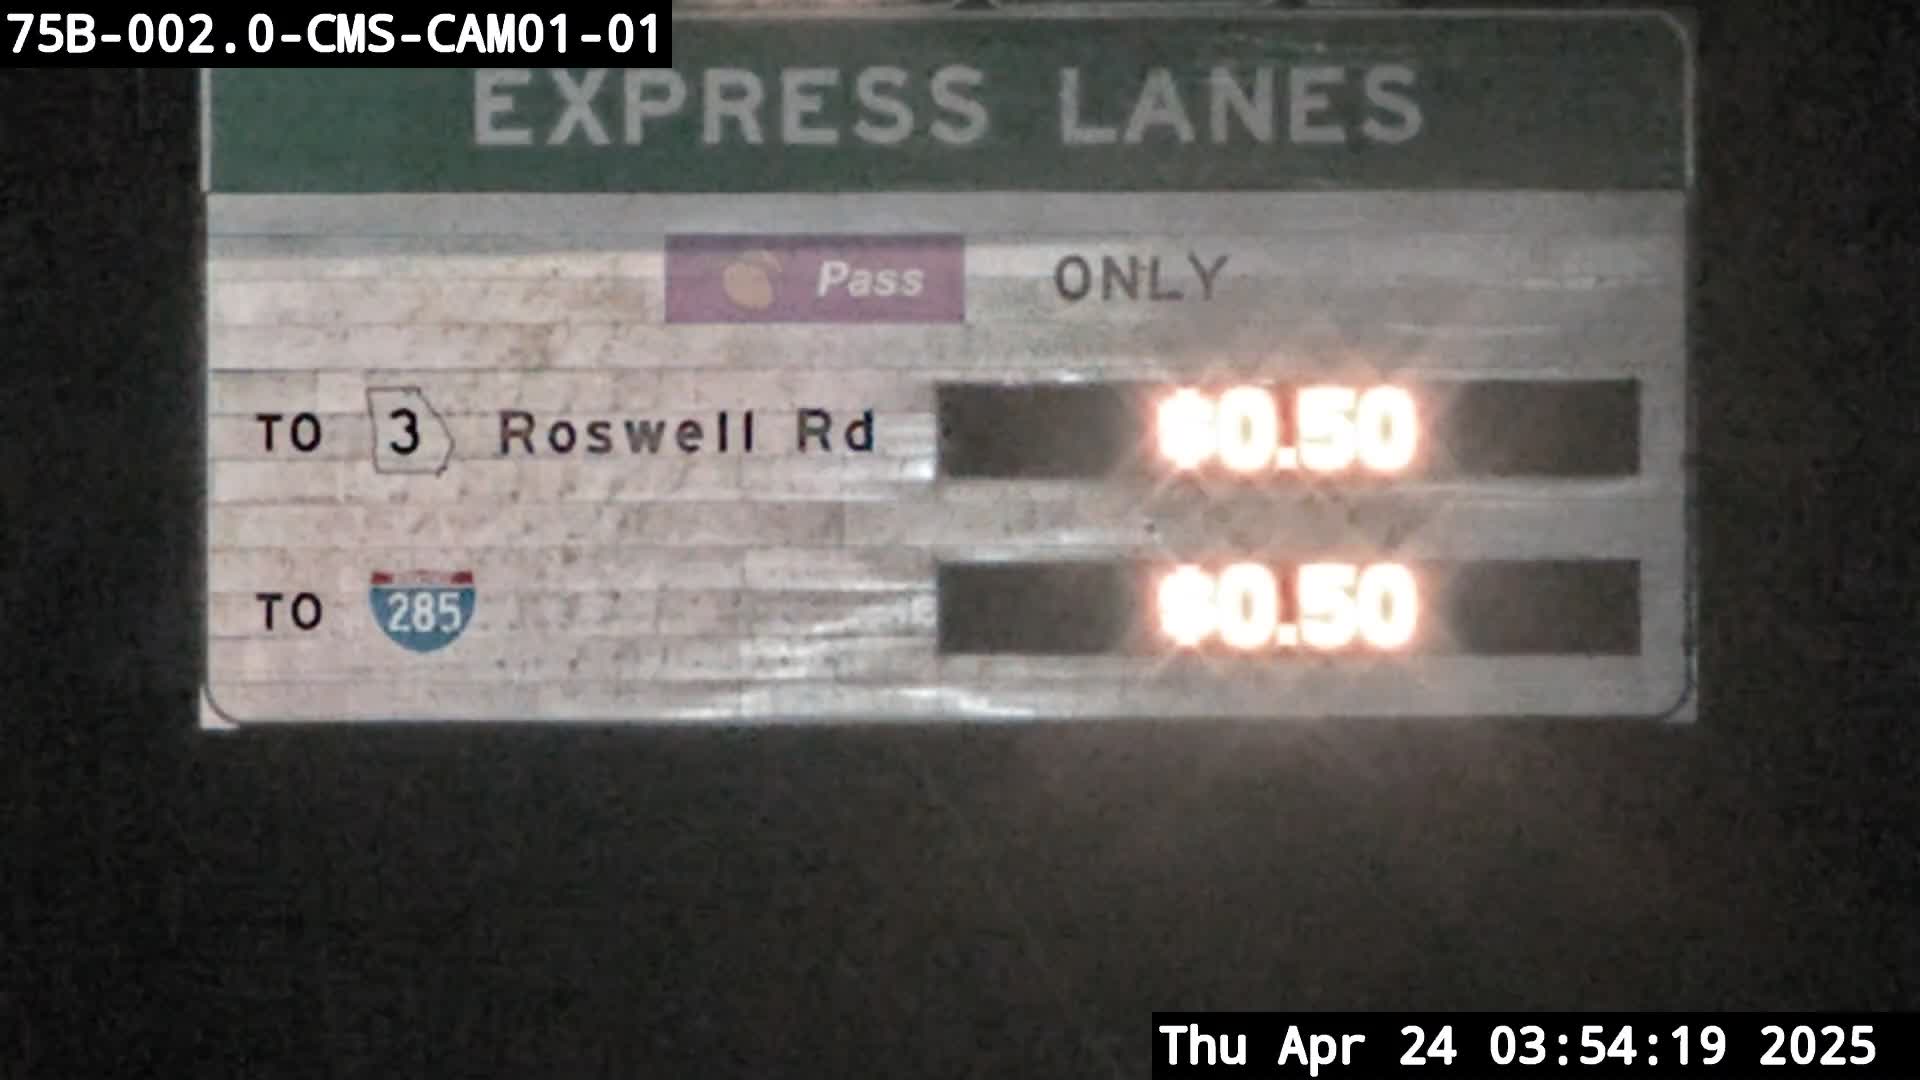 75B-002.0-CMS-CAM01-01
EXPRESS LANES
Pass ONLY
TO 3 Roswell Rd $0.50
TO 285 $0.50
Thu Apr 24 03:54:19 2025